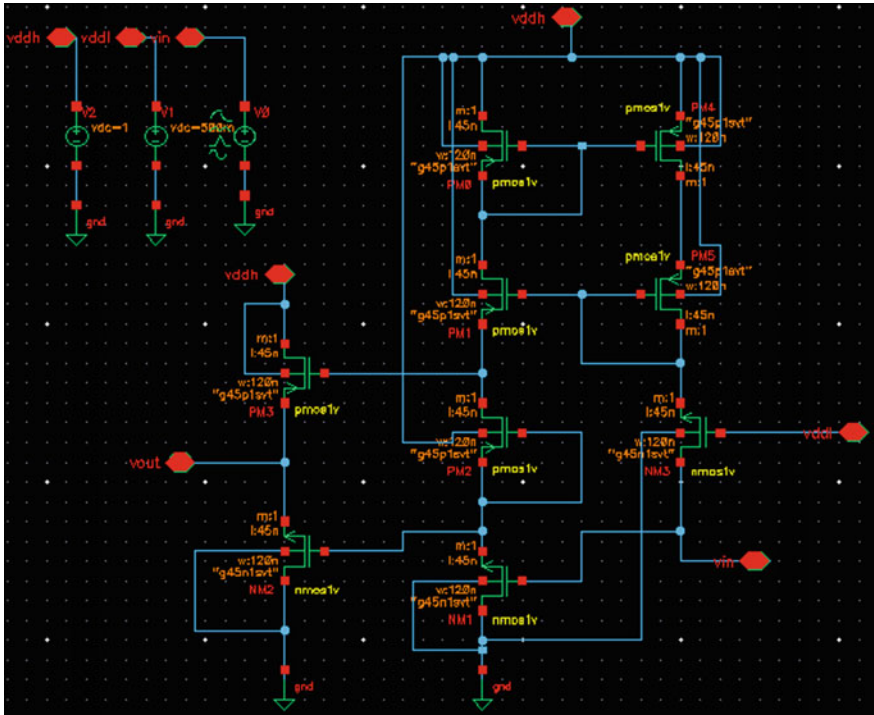 vddh vddl vin vddh
V2 V1 V0
vdc=1 vdc=500m
gnd gnd gnd
m:1 pmos1v PM4
l:45n "g45p1svt"
w:120n w:120n
"g45p1svt" l:45n
PM0 pmos1v m:1
m:1 pmos1v PM5
l:45n "g45p1svt"
w:120n w:120n
"g45p1svt" l:45n
PM1 pmos1v m:1
vddh
m:1
l:45n
w:120n
"g45p1svt"
PM3 pmos1v
m:1 m:1
l:45n l:45n
w:120n w:120n
"g45p1svt" "g45n1svt"
PM2 pmos1v NM3 nmos1v
vddl
vout
m:1
l:45n
w:120n
"g45n1svt"
NM2 nmos1v
m:1
l:45n
w:120n
"g45n1svt"
NM1 nmos1v
vin
gnd gnd